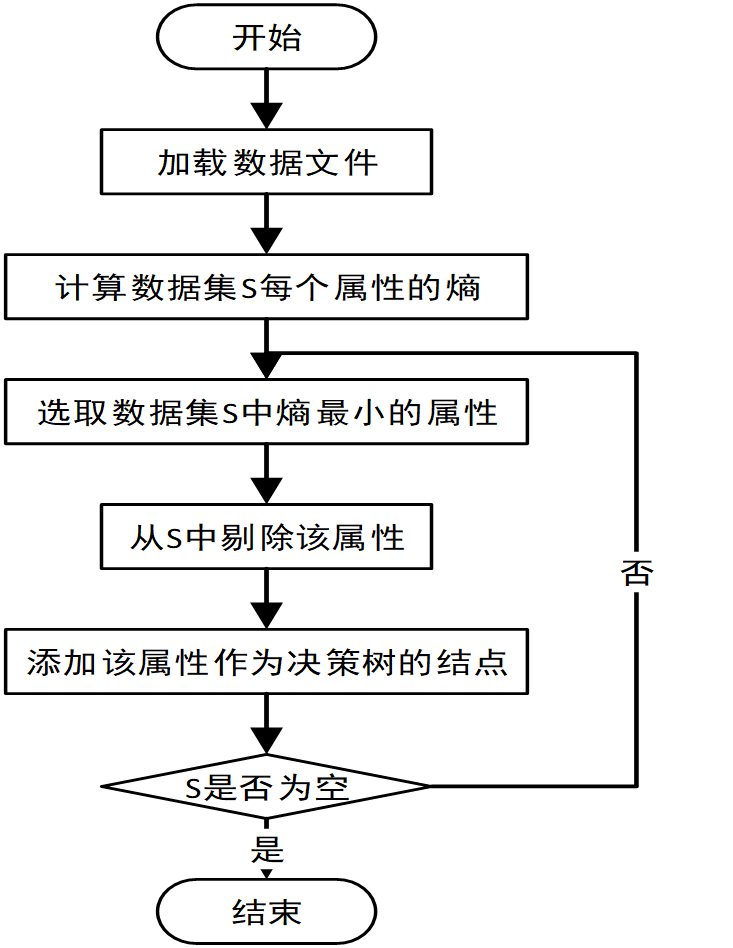 开始
加载数据文件
计算数据集S每个属性的熵
选取数据集S中熵最小的属性
从S中剔除该属性
否
添加该属性作为决策树的结点
S是否为空
是
结束